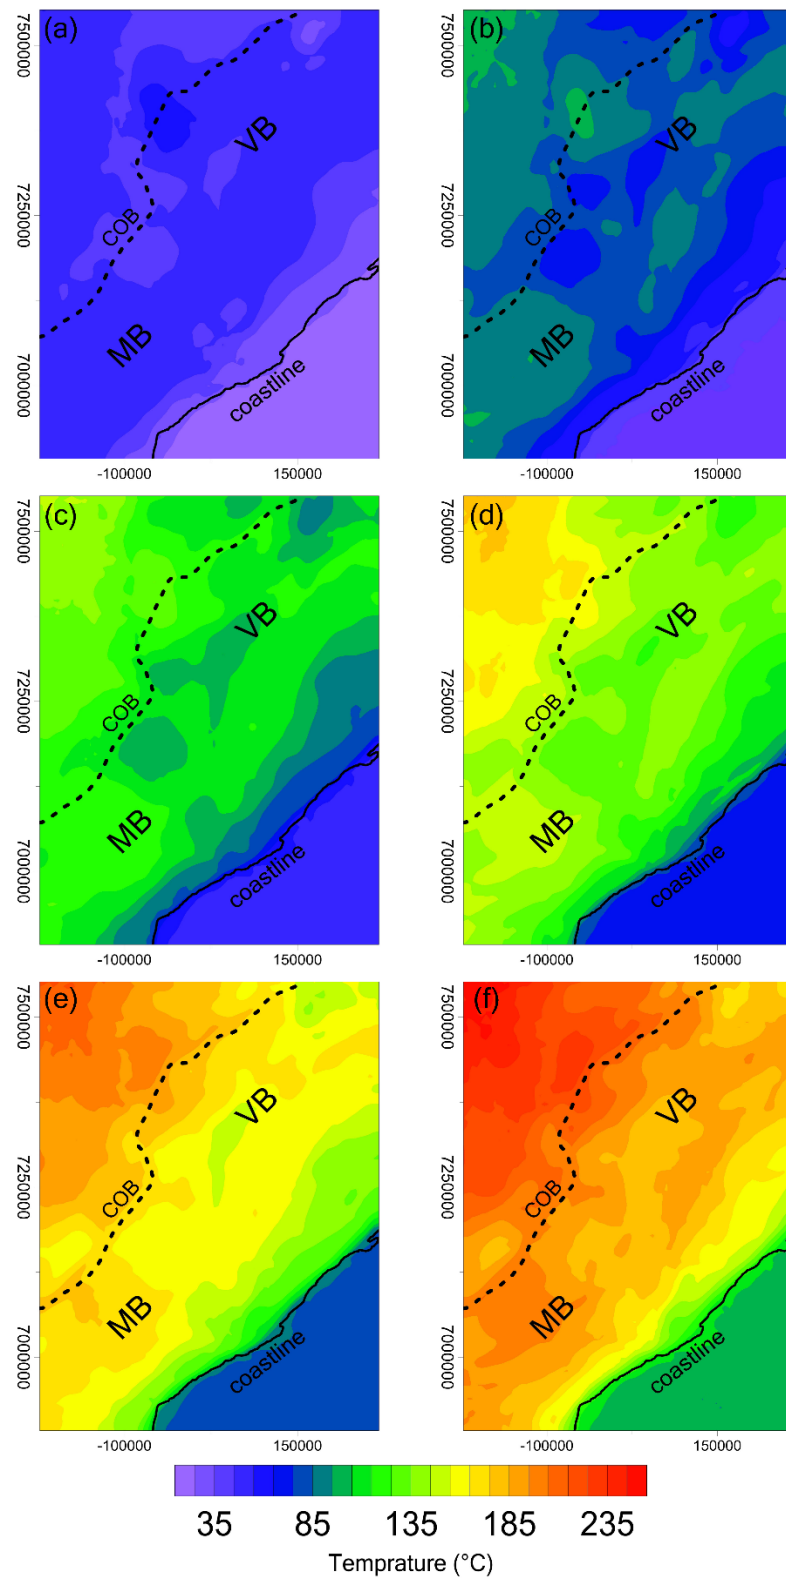 (a)
7500000
VB
7250000
COB
MB
7000000
coastline
-100000 150000
(b)
7500000
VB
7250000
COB
MB
7000000
coastline
-100000 150000
(c)
7500000
VB
7250000
COB
MB
7000000
coastline
-100000 150000
(d)
7500000
VB
7250000
COB
MB
7000000
coastline
-100000 150000
(e)
7500000
VB
7250000
COB
MB
7000000
coastline
-100000 150000
(f)
7500000
VB
7250000
COB
MB
7000000
coastline
-100000 150000
35 85 135 185 235
Temprature (°C)